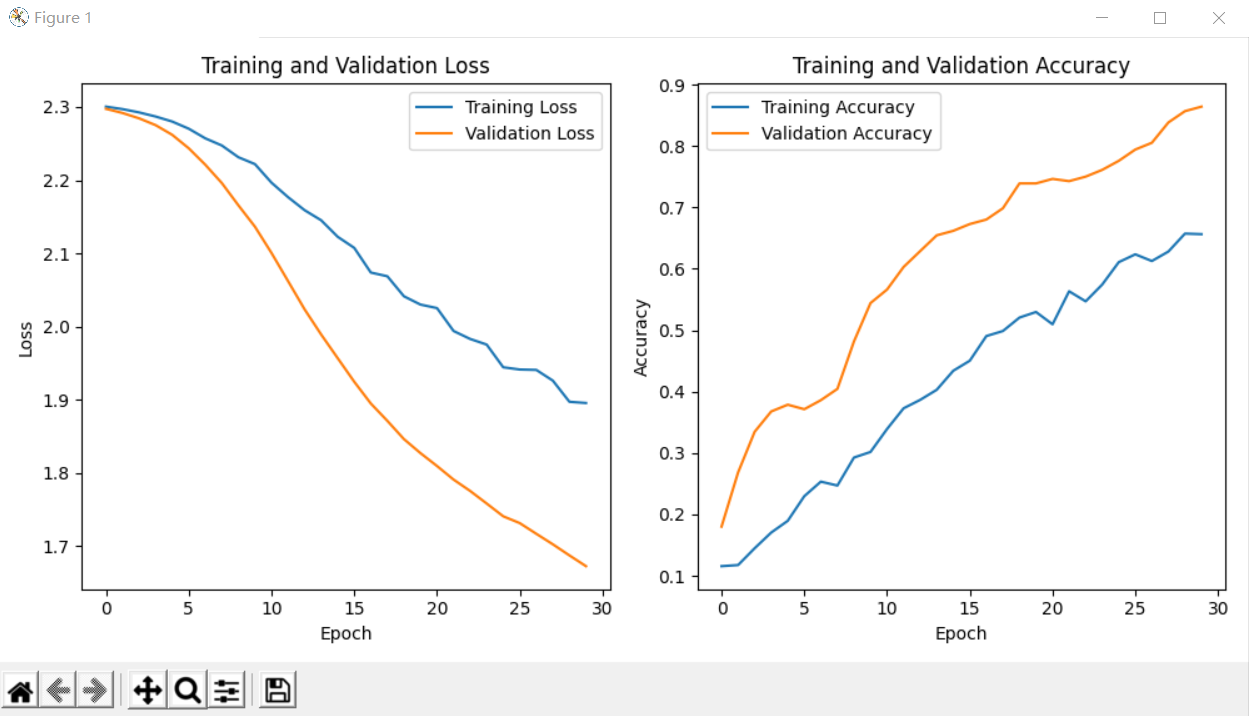 Figure 1
Training and Validation Loss
Training Loss
Validation Loss
2.3
2.2
2.1
2.0
1.9
1.8
1.7
Loss
0 5 10 15 20 25 30
Epoch
Training and Validation Accuracy
Training Accuracy
Validation Accuracy
0.9
0.8
0.7
0.6
0.5
0.4
0.3
0.2
0.1
Accuracy
0 5 10 15 20 25 30
Epoch